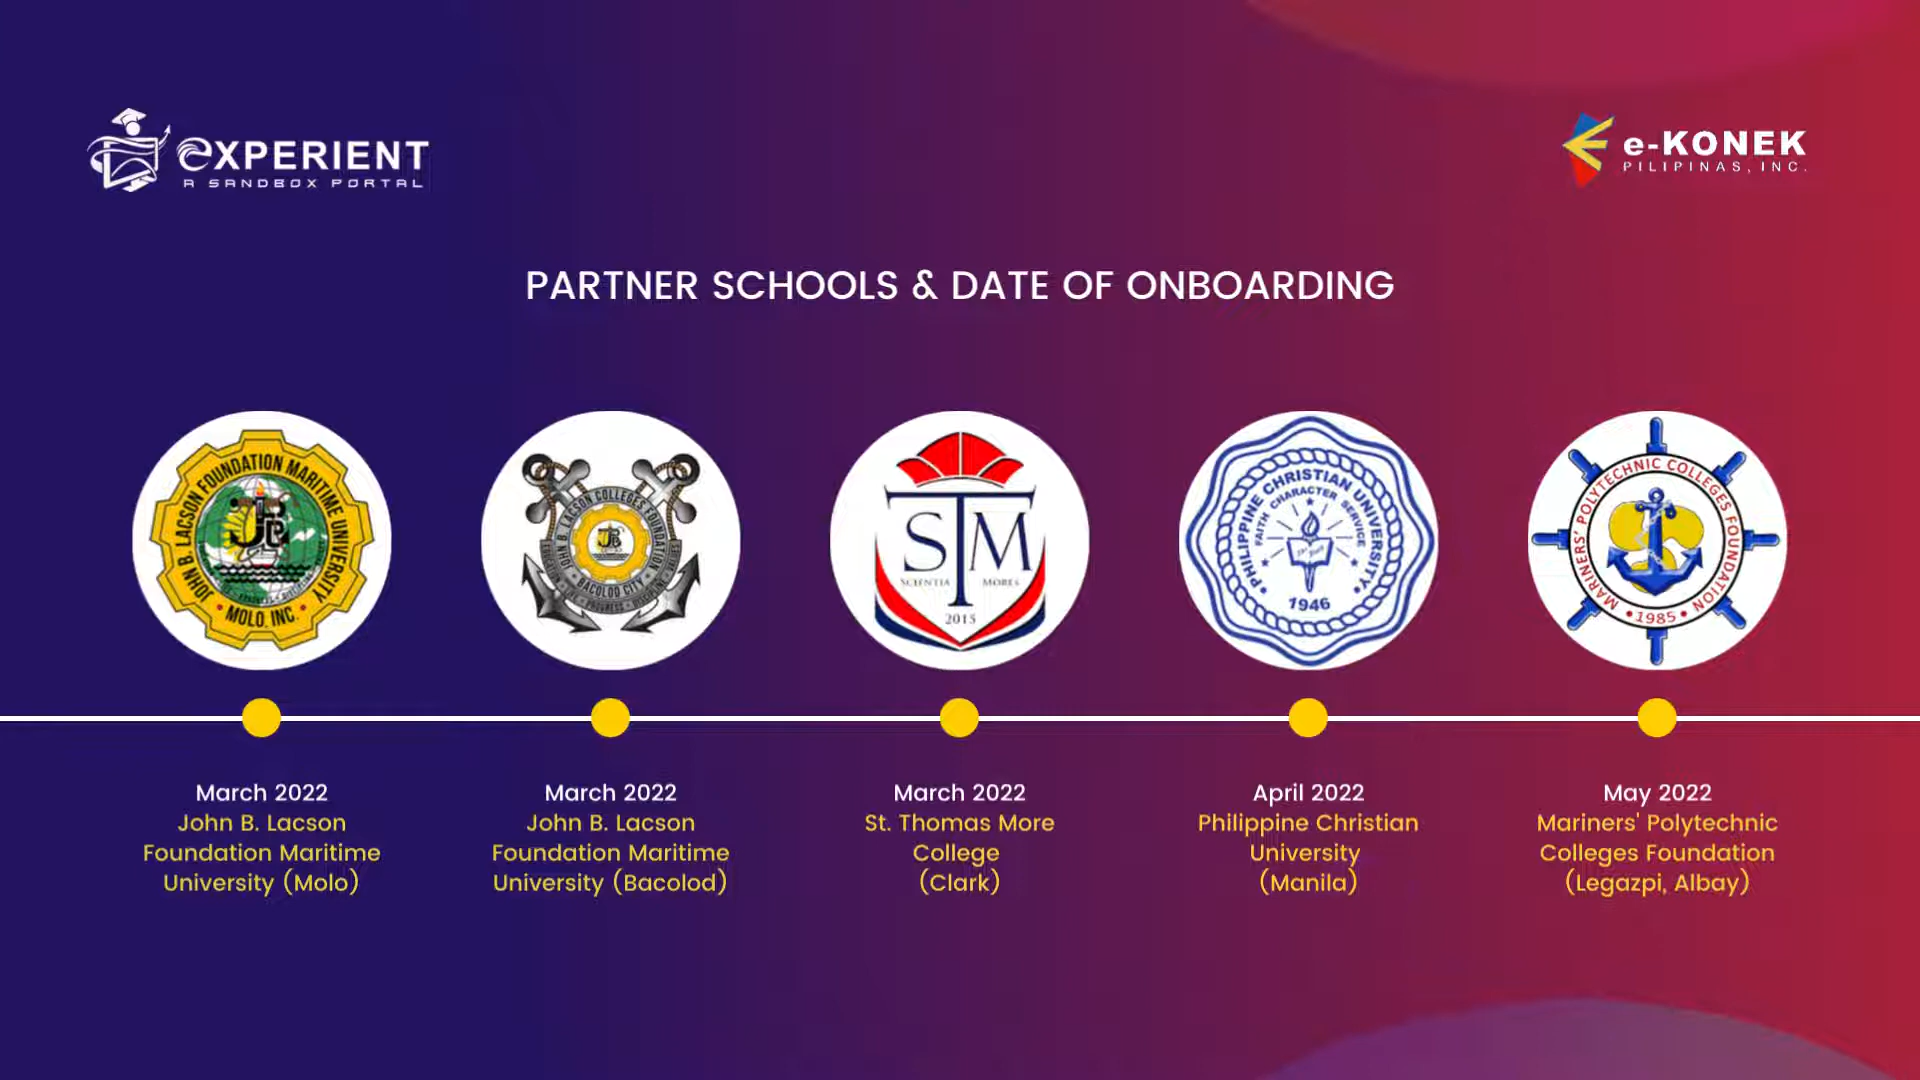 eXPERIENT
A SANDBOX PORTAL
e-KONEK
PILIPINAS, INC.
PARTNER SCHOOLS & DATE OF ONBOARDING
JOHN B. LACSON FOUNDATION MARITIME UNIVERSITY
MOLO, INC.
JOHN B. LACSON COLLEGES FOUNDATION
BACOLOD CITY
PROGRESS
STM
SCIENTIA MORES
2015
PHILIPPINE CHRISTIAN UNIVERSITY
FAITH CHARACTER SERVICE
1946
MARINERS' POLYTECHNIC COLLEGES FOUNDATION
1985
March 2022
John B. Lacson
Foundation Maritime
University (Molo)
March 2022
John B. Lacson
Foundation Maritime
University (Bacolod)
March 2022
St. Thomas More
College
(Clark)
April 2022
Philippine Christian
University
(Manila)
May 2022
Mariners' Polytechnic
Colleges Foundation
(Legazpi, Albay)